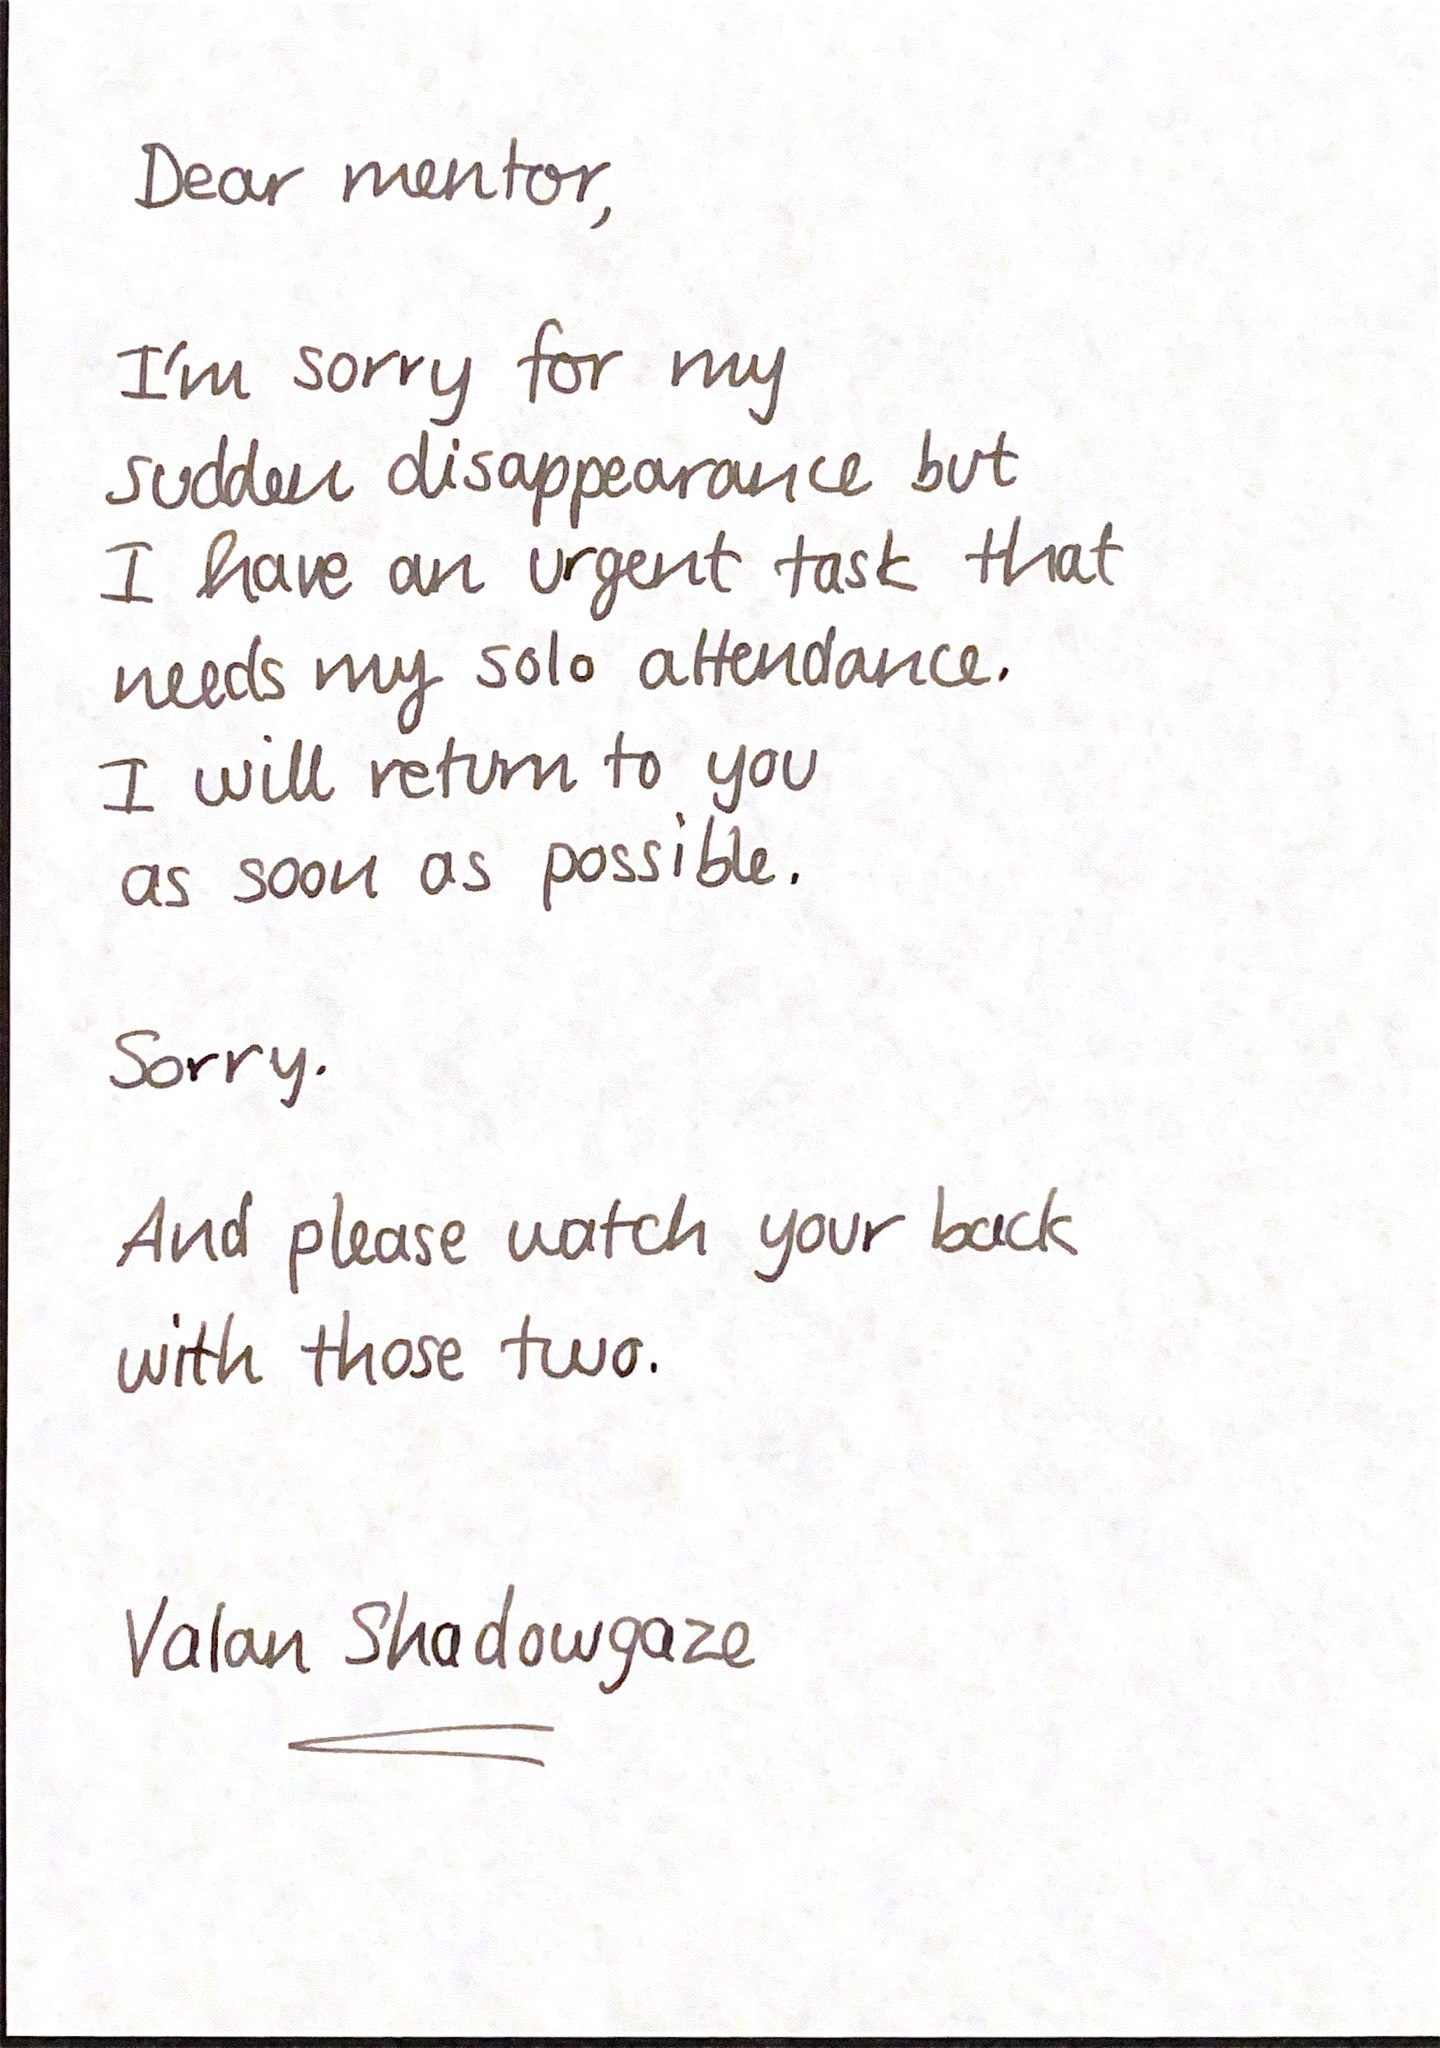 Dear mentor,
I'm sorry for my
sudden disappearance but
I have an urgent task that
needs my solo attendance.
I will return to you
as soon as possible.
Sorry.
And please watch your back
with those two.
Valan Shadowgaze